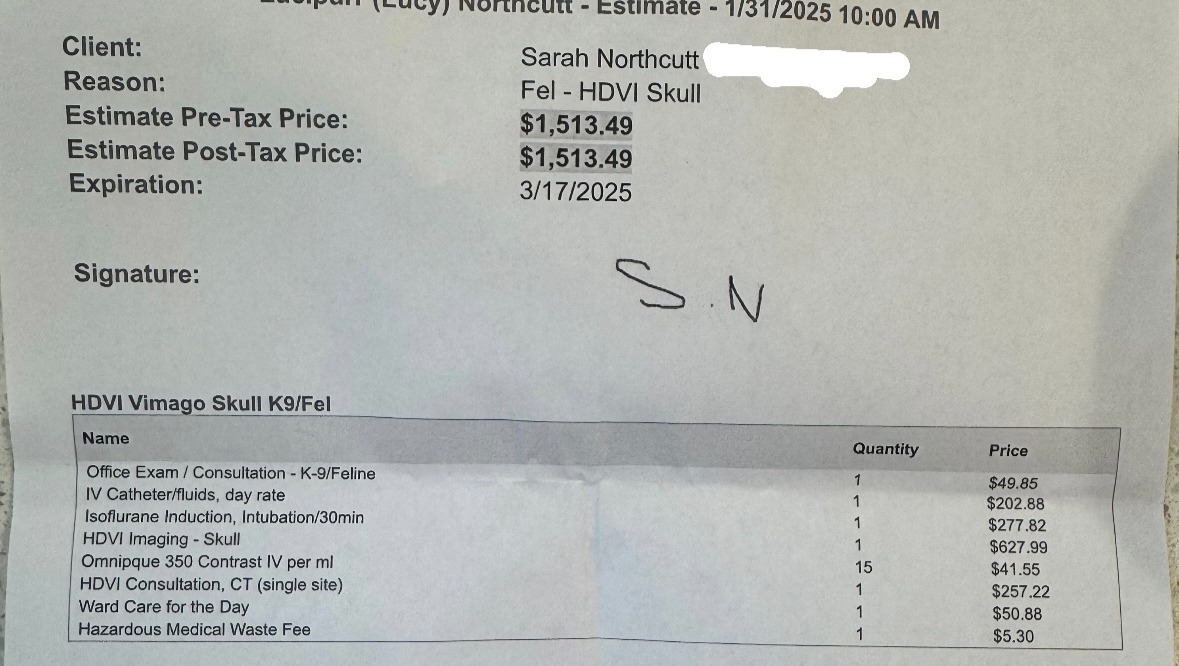 (Lucy) Northcutt - Estimate - 1/31/2025 10:00 AM
Client: Sarah Northcutt
Reason: Fel - HDVI Skull
Estimate Pre-Tax Price: $1,513.49
Estimate Post-Tax Price: $1,513.49
Expiration: 3/17/2025
Signature: S.N
HDVI Vimago Skull K9/Fel
Name Quantity Price
Office Exam / Consultation - K-9/Feline 1 $49.85
IV Catheter/fluids, day rate 1 $202.88
Isoflurane Induction, Intubation/30min 1 $277.82
HDVI Imaging - Skull 1 $627.99
Omnipque 350 Contrast IV per ml 15 $41.55
HDVI Consultation, CT (single site) 1 $257.22
Ward Care for the Day 1 $50.88
Hazardous Medical Waste Fee 1 $5.30